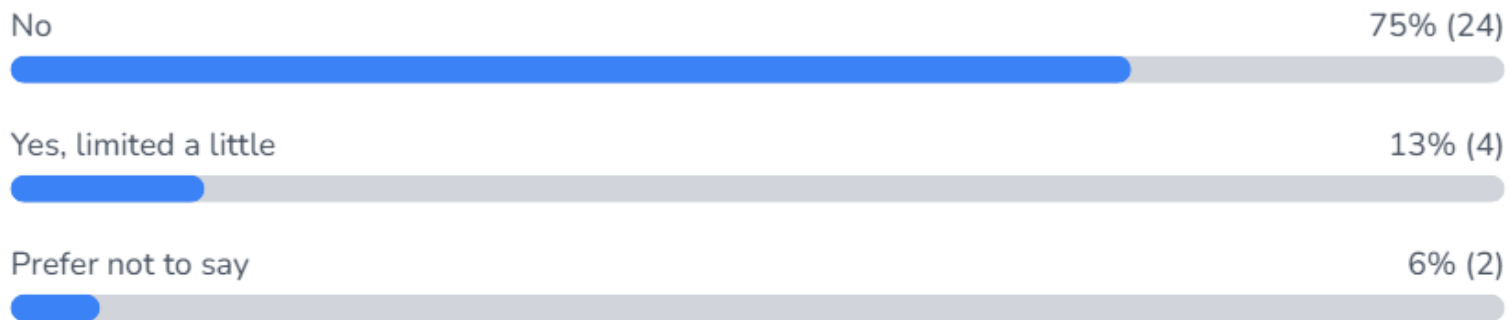 No 75% (24)
Yes, limited a little 13% (4)
Prefer not to say 6% (2)